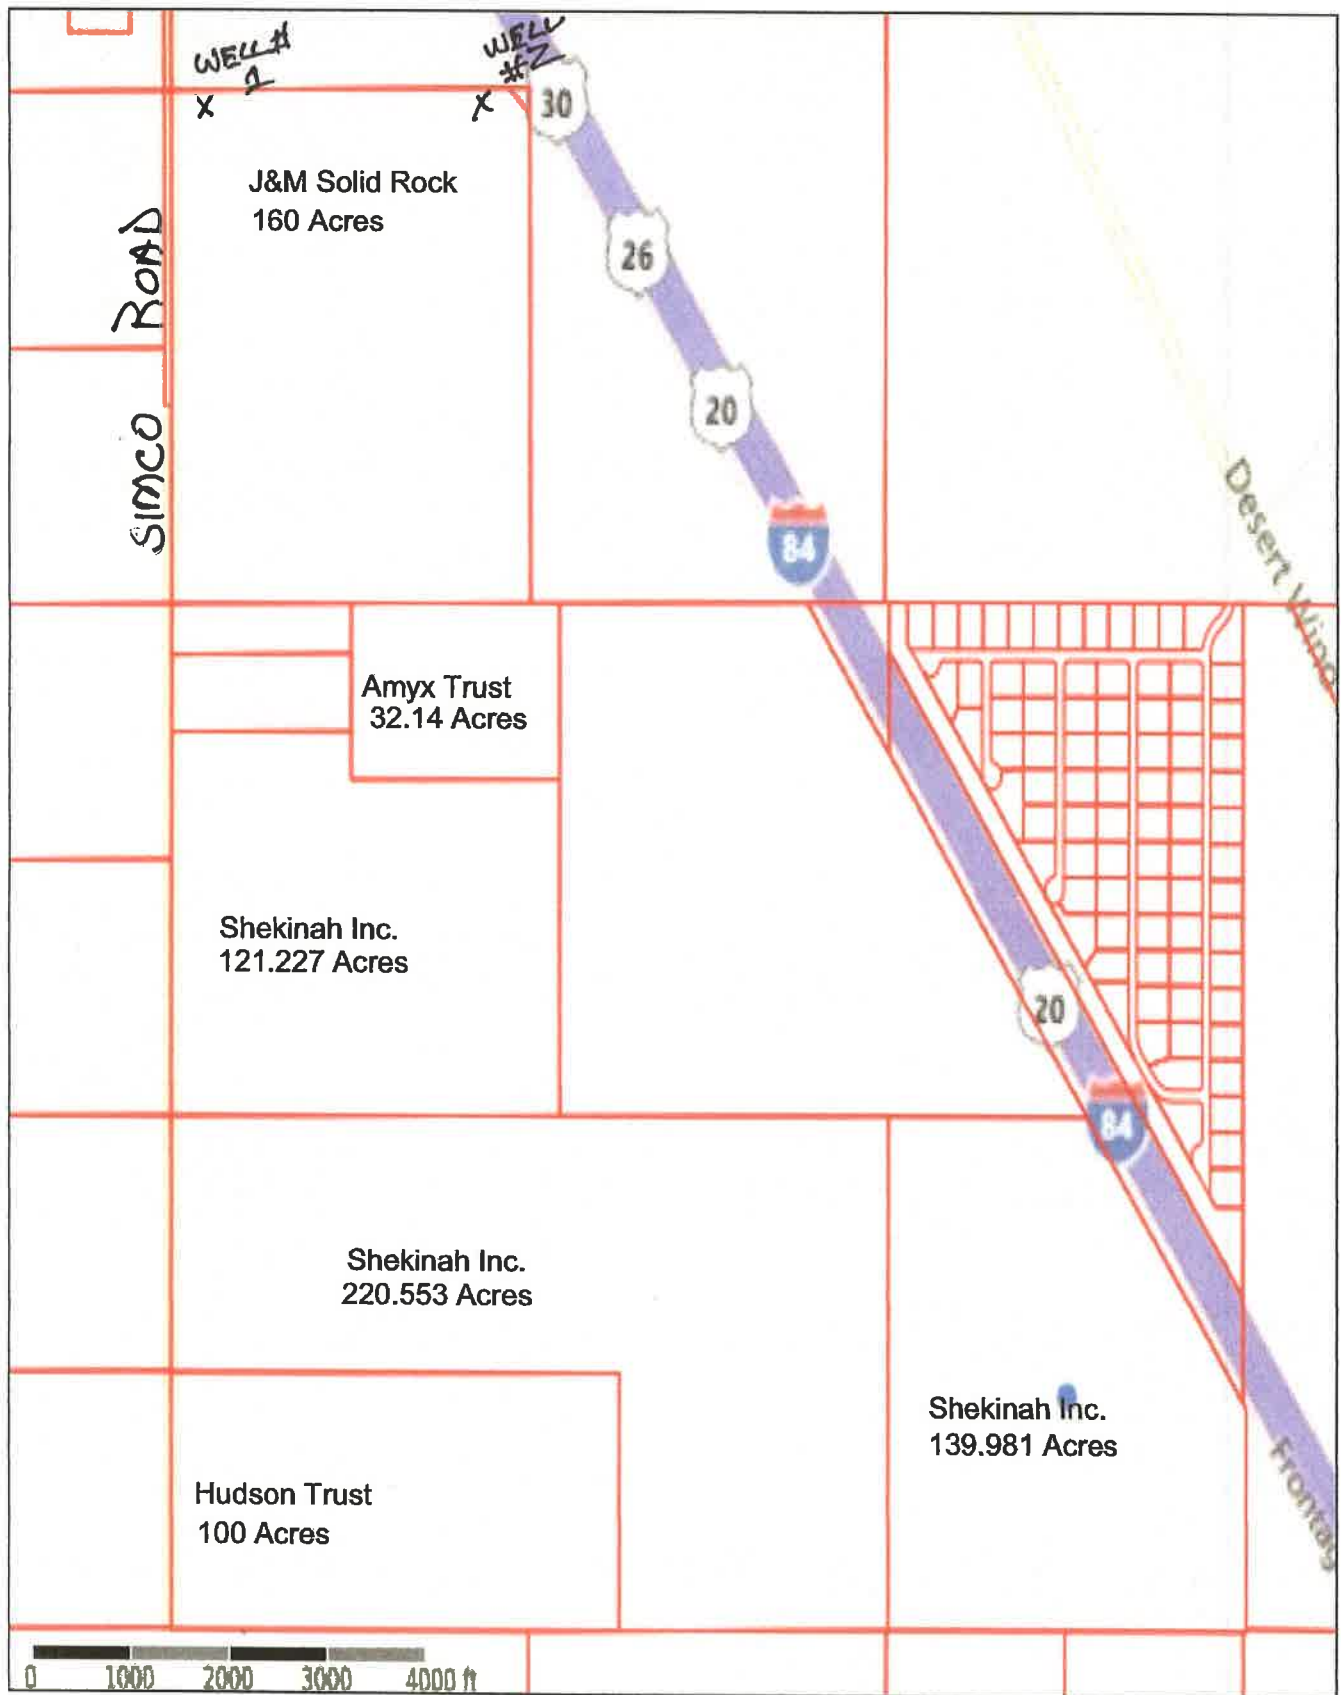 WELL #
1
WELL
#2
30
J&M Solid Rock
160 Acres
26
SIMCO ROAD
20
84
Desert Wind
Amyx Trust
32.14 Acres
Shekinah Inc.
121.227 Acres
20
84
Shekinah Inc.
220.553 Acres
Shekinah Inc.
139.981 Acres
Frontag
Hudson Trust
100 Acres
0 1000 2000 3000 4000 ft
X
X